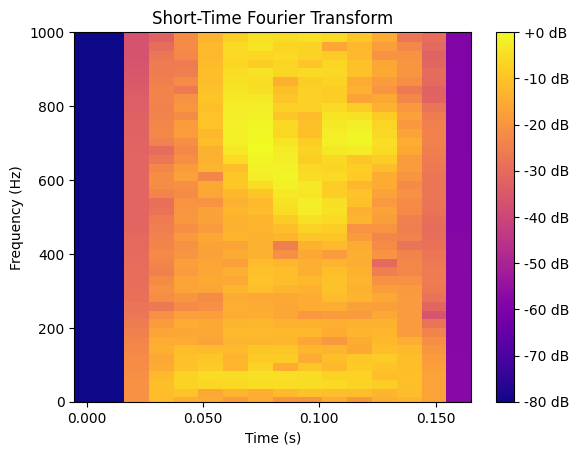 Short-Time Fourier Transform
1000
800
600
400
200
0
Frequency (Hz)
0.000
0.050
0.100
0.150
Time (s)
+0 dB
-10 dB
-20 dB
-30 dB
-40 dB
-50 dB
-60 dB
-70 dB
-80 dB